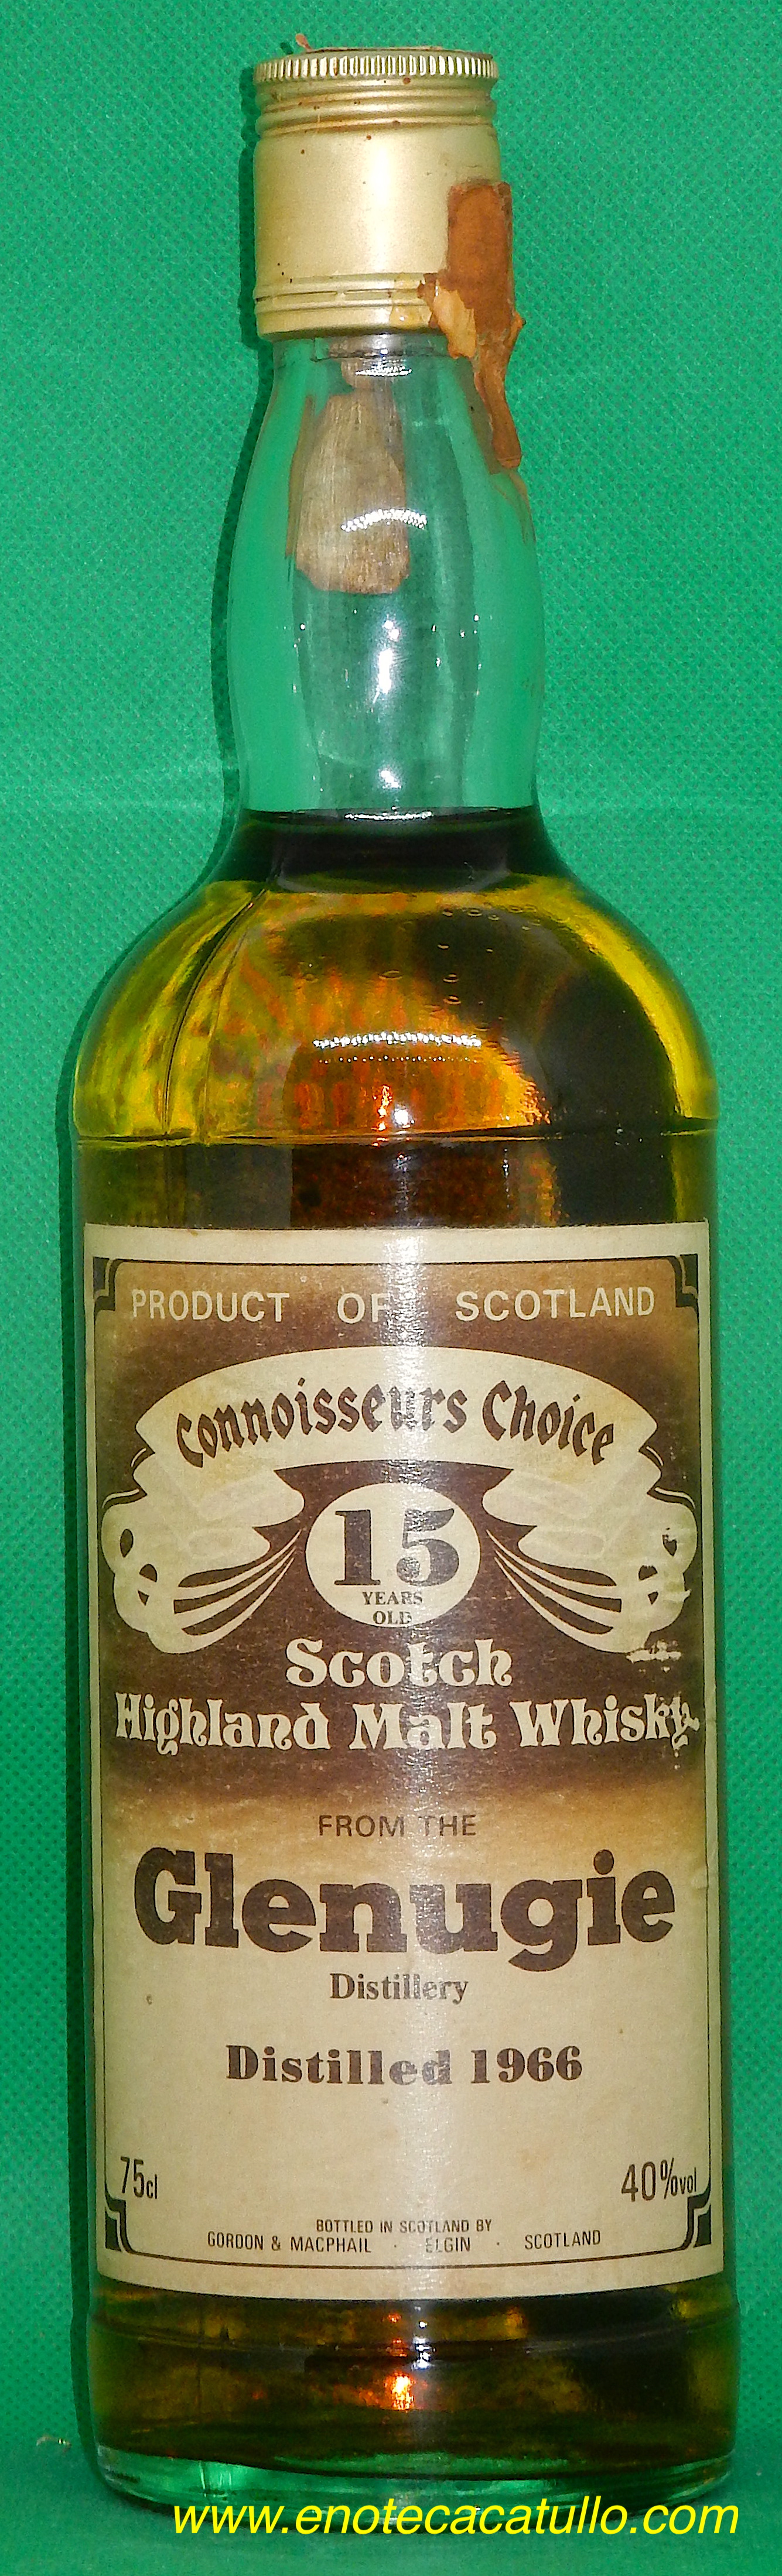 PRODUCT OF SCOTLAND
Connoisseurs Choice
15
YEARS
OLD
Scotch
Highland Malt Whisky
FROM THE
Glenugie
Distillery
Distilled 1966
75cl 40%vol
BOTTLED IN SCOTLAND BY
GORDON & MACPHAIL · ELGIN · SCOTLAND
www.enotecacatullo.com